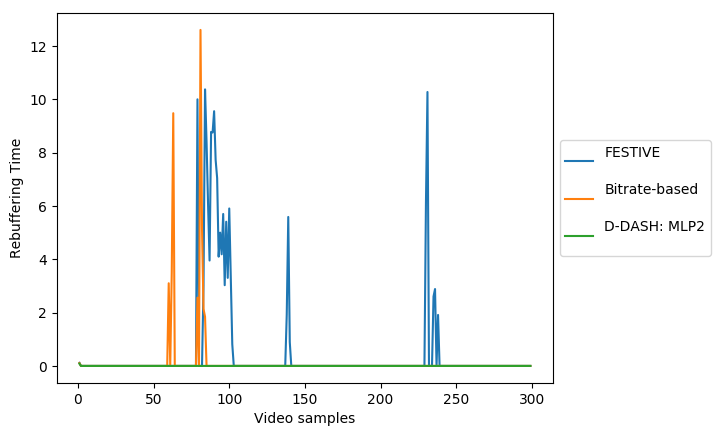 12
10
8
6
4
2
0
Rebuffering Time
0 50 100 150 200 250 300
Video samples
FESTIVE
Bitrate-based
D-DASH: MLP2